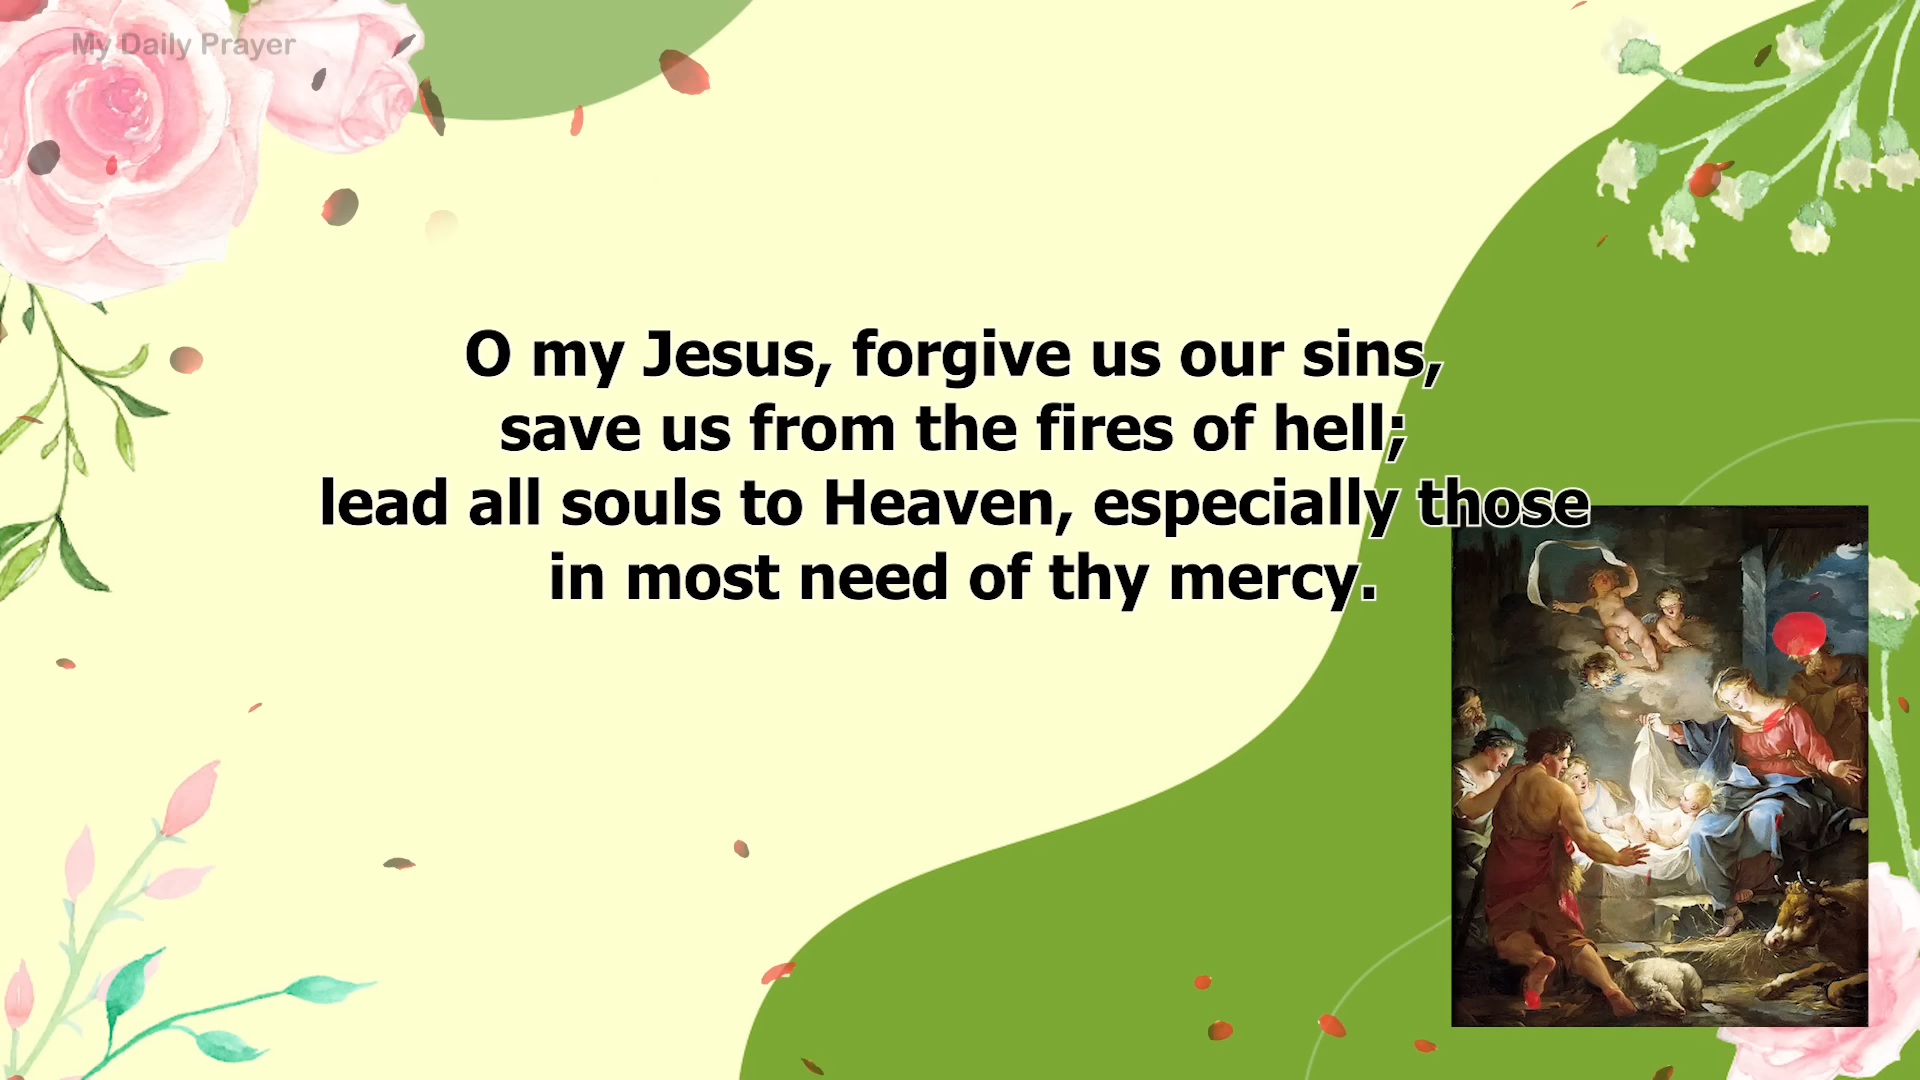 My Daily Prayer
O my Jesus, forgive us our sins,
save us from the fires of hell;
lead all souls to Heaven, especially those
in most need of thy mercy.